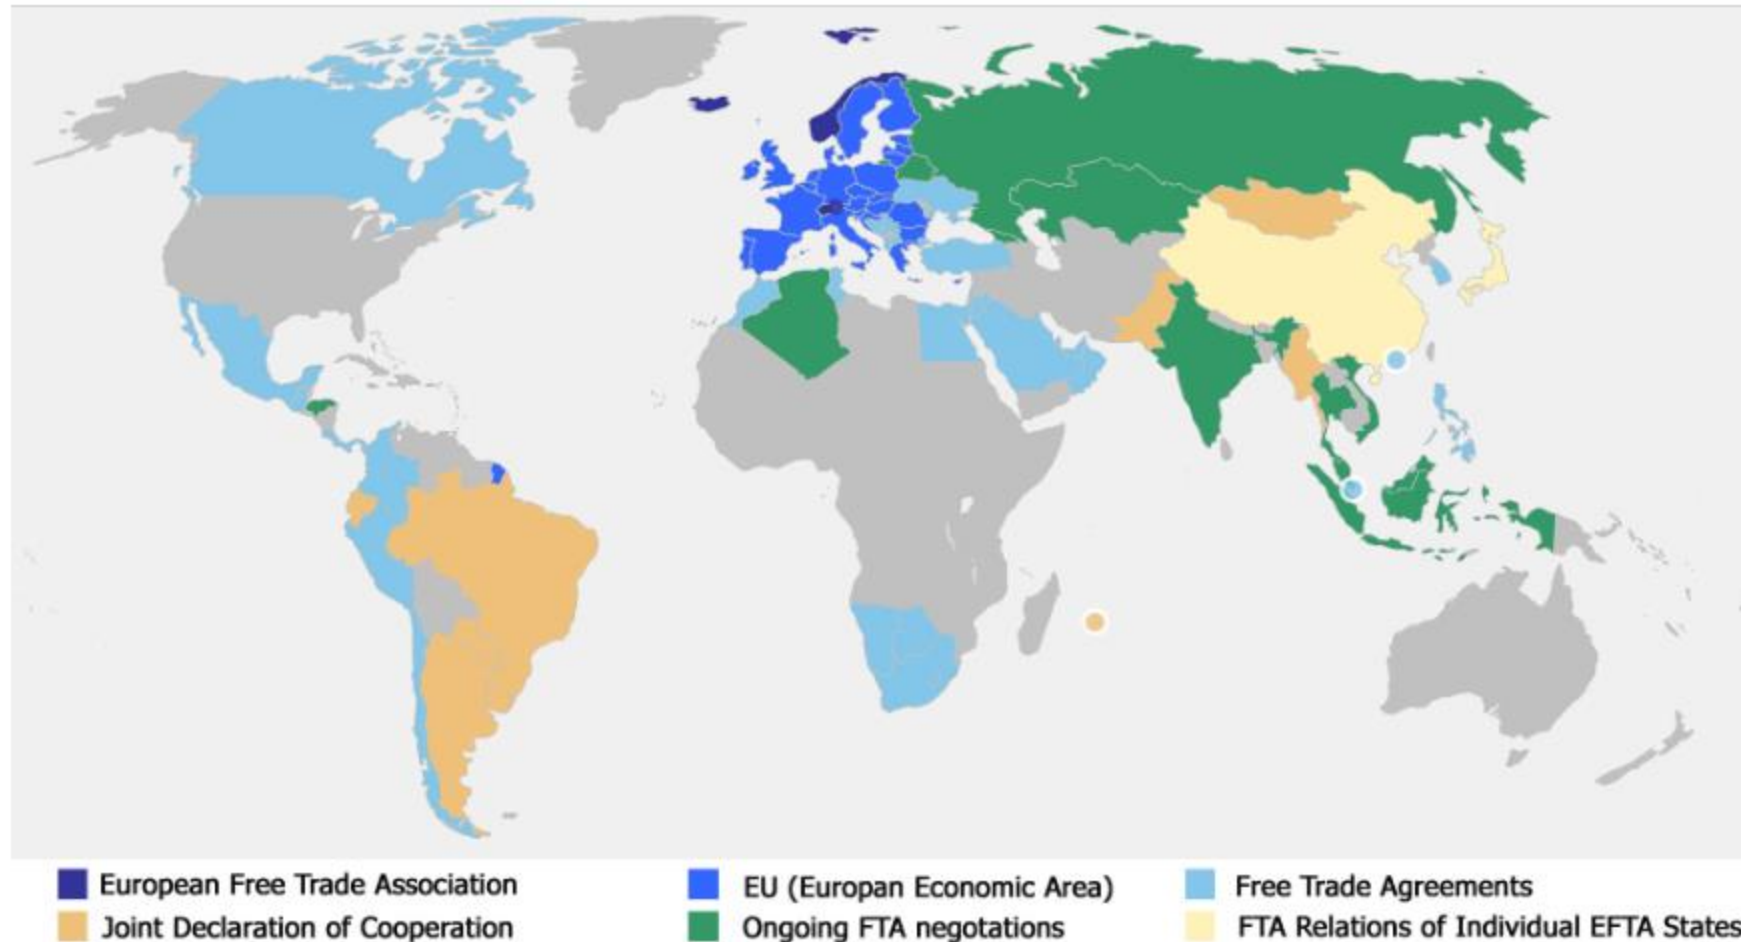 European Free Trade Association
EU (Europan Economic Area)
Free Trade Agreements
Joint Declaration of Cooperation
Ongoing FTA negotations
FTA Relations of Individual EFTA States